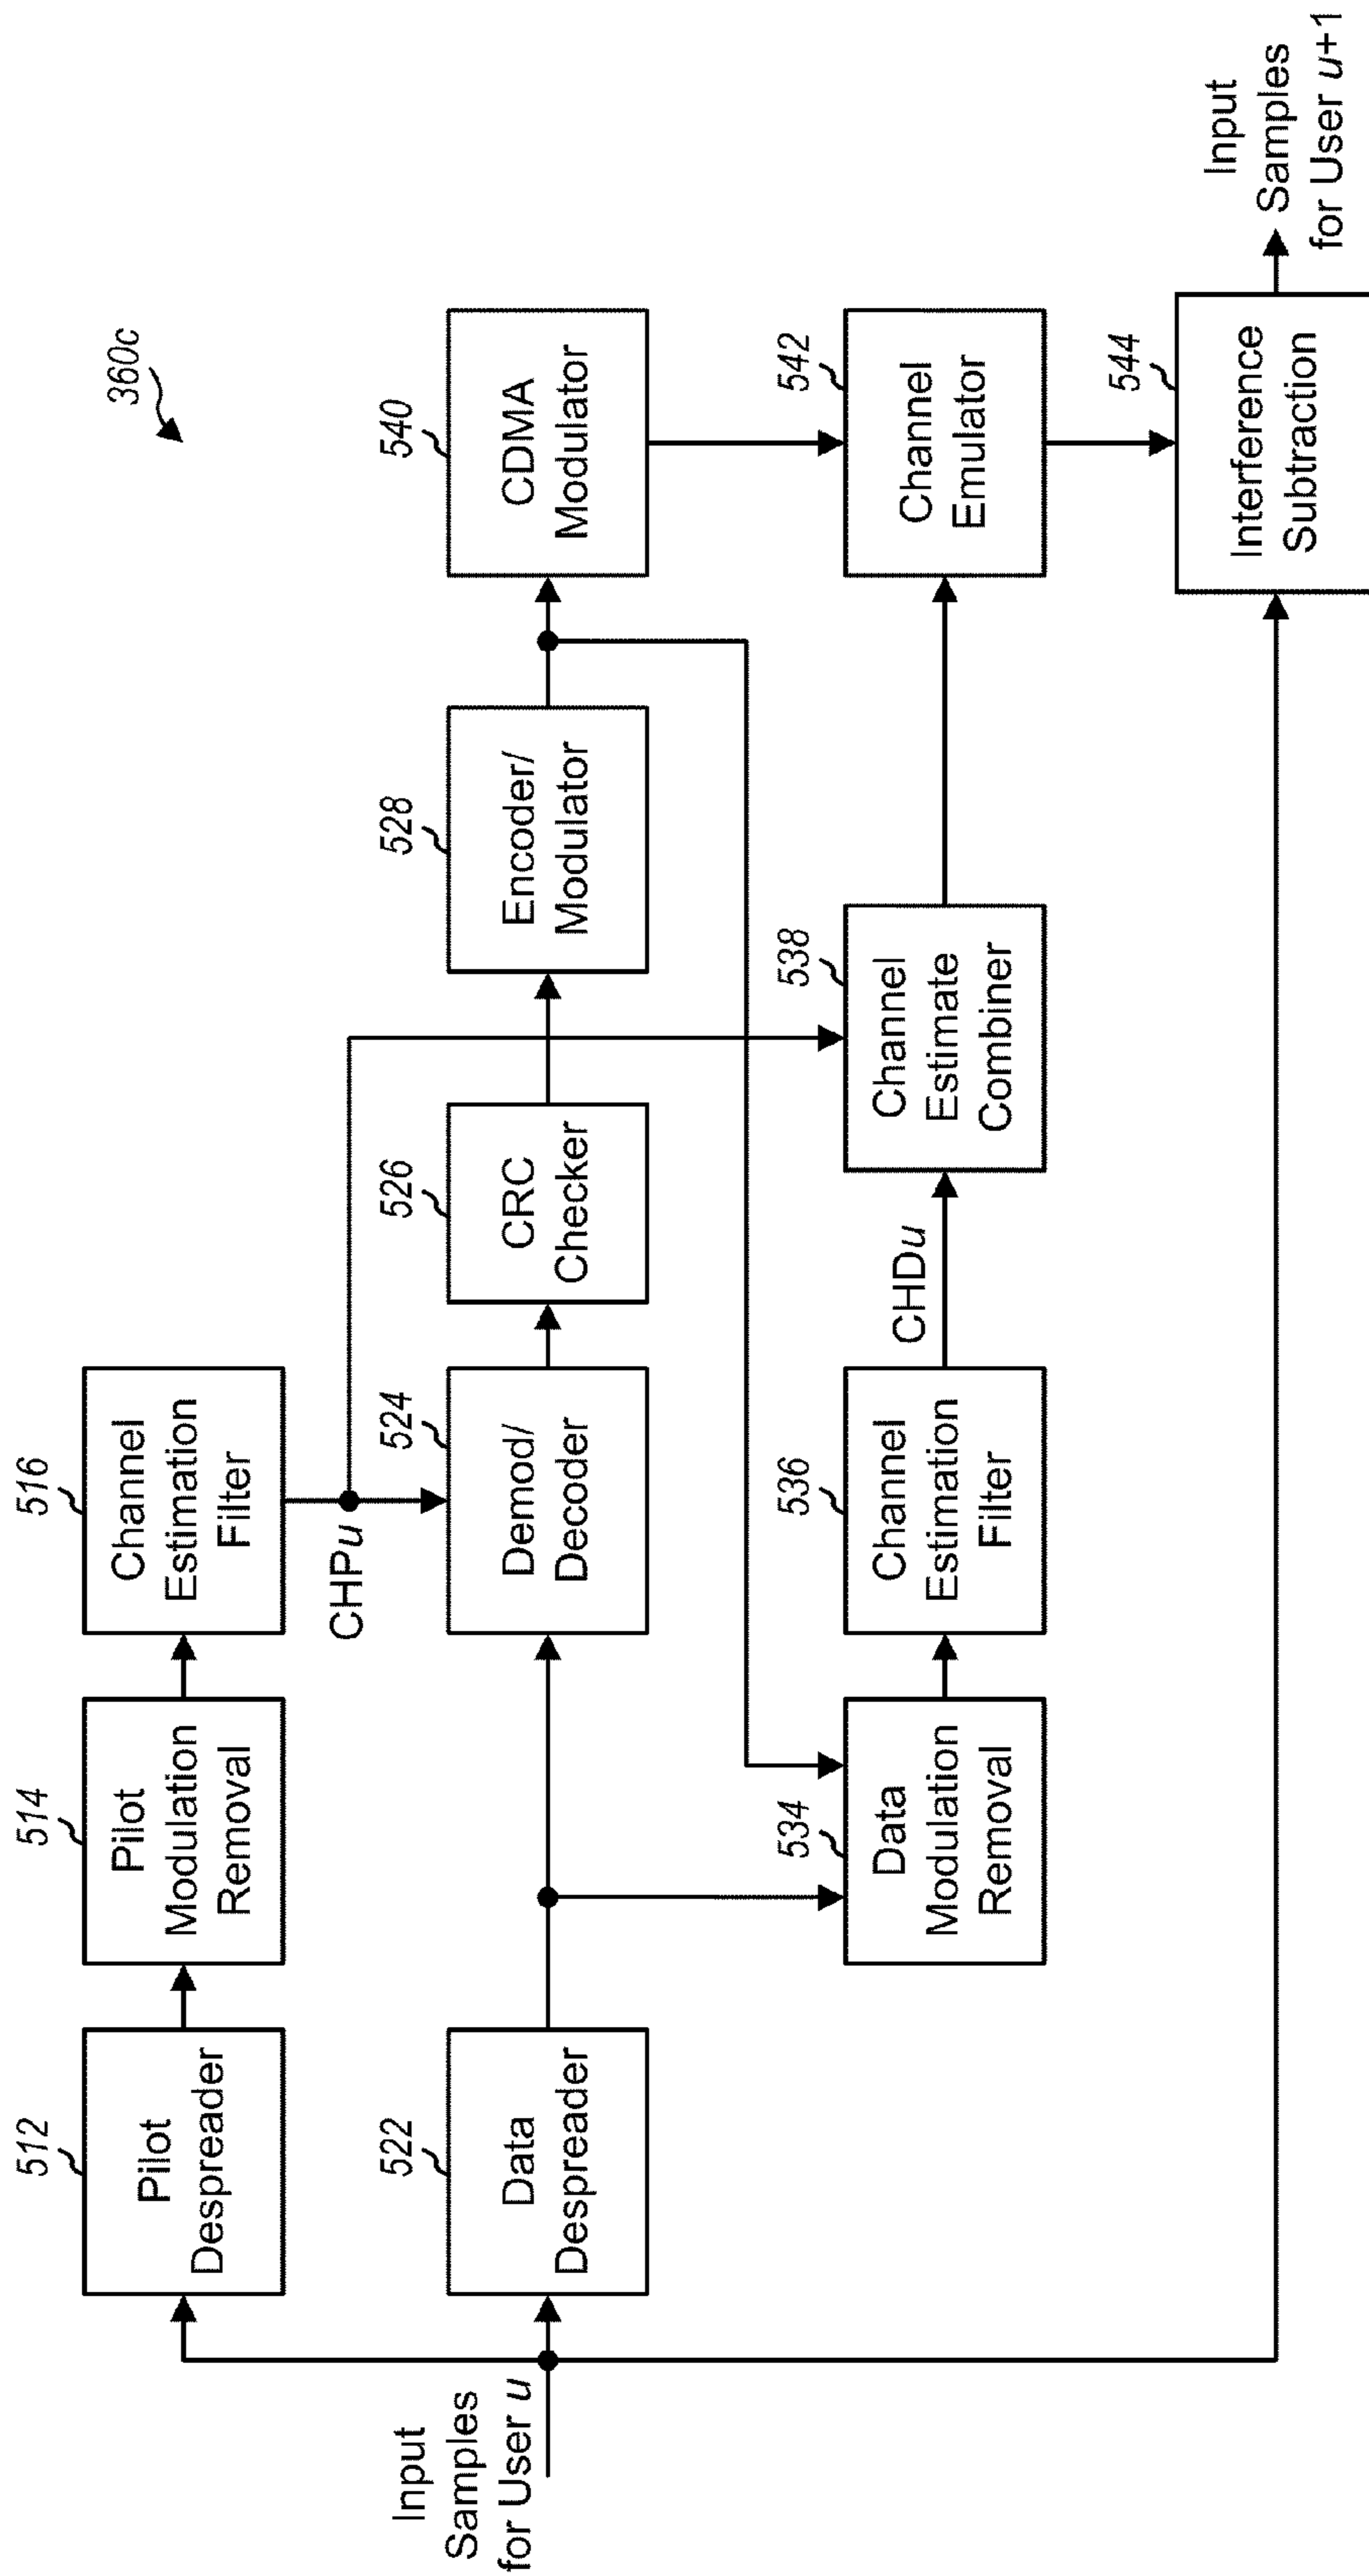 360c
512
Pilot
Despreader
514
Pilot
Modulation
Removal
516
Channel
Estimation
Filter
CHPu
Input
Samples
for User u
522
Data
Despreader
524
Demod/
Decoder
526
CRC
Checker
528
Encoder/
Modulator
540
CDMA
Modulator
534
Data
Modulation
Removal
536
Channel
Estimation
Filter
CHDu
538
Channel
Estimate
Combiner
542
Channel
Emulator
544
Interference
Subtraction
Input
Samples
for User u+1